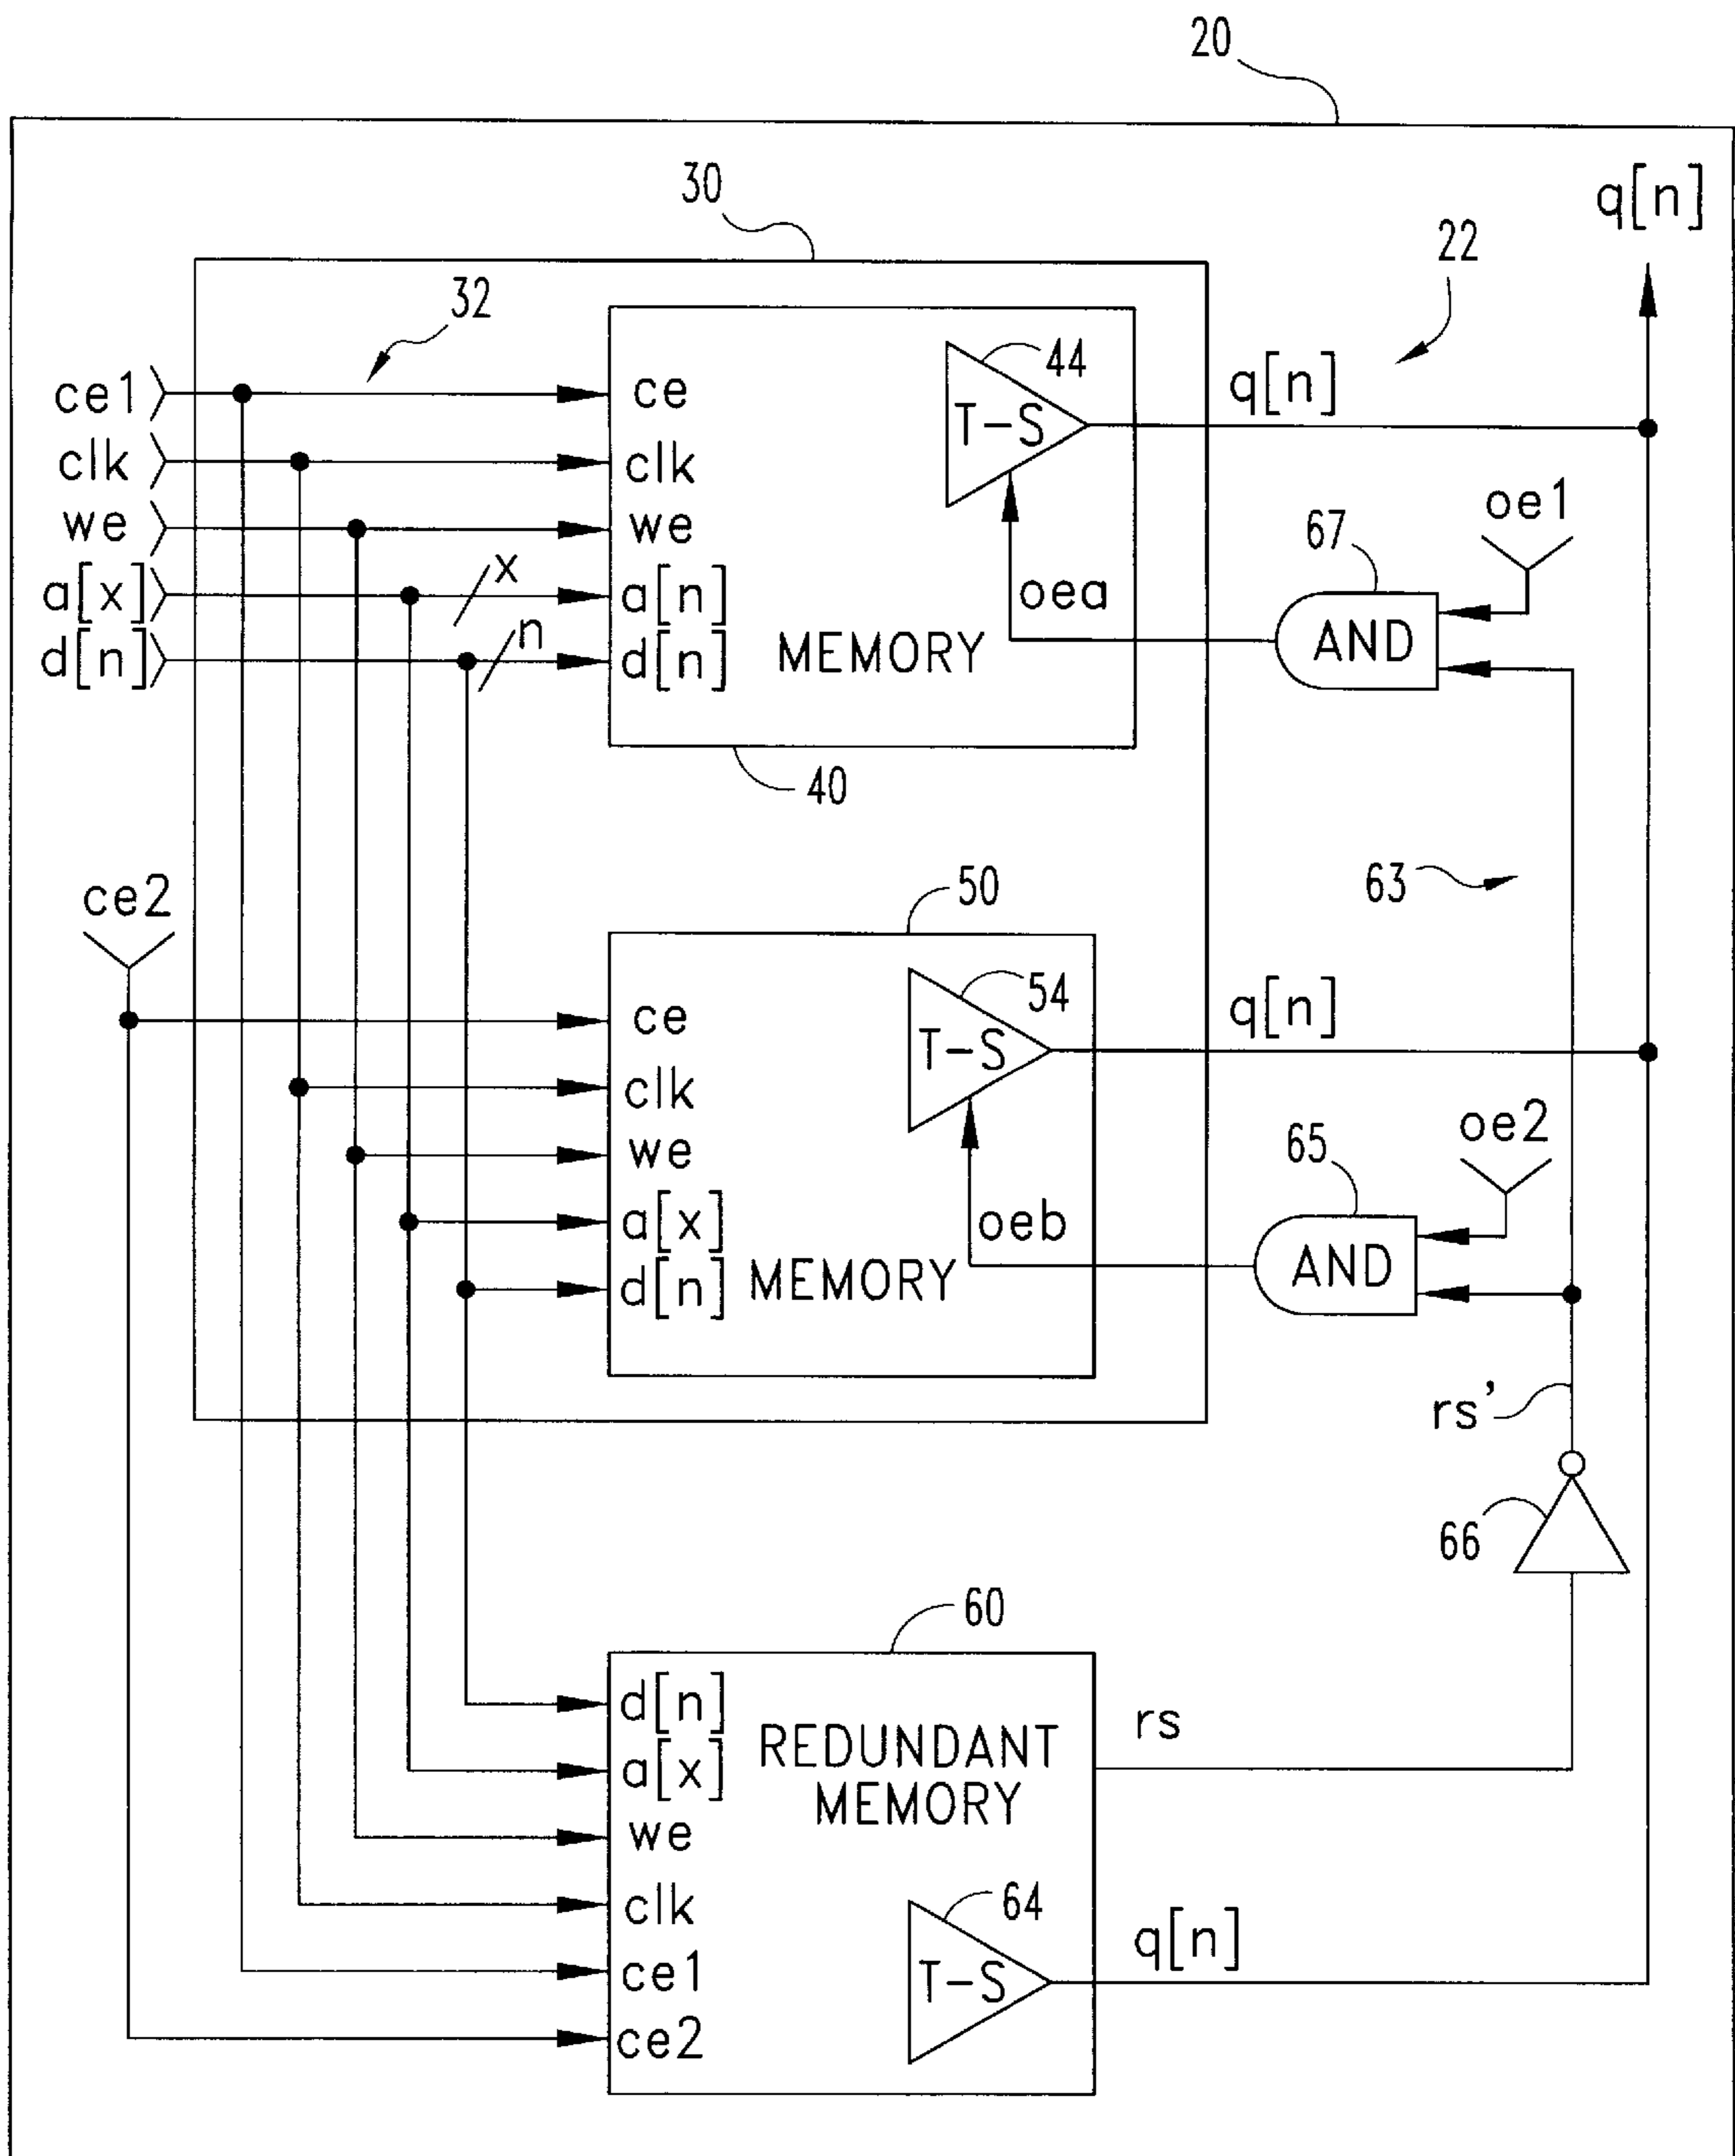 20
30
q[n]
22
32
44
ce1
ce
T-S
q[n]
clk
clk
oe1
we
we
67
a[x]
x
a[n]
oea
AND
d[n]
n
d[n]
MEMORY
40
63
ce2
50
54
ce
T-S
q[n]
clk
oe2
we
65
a[x]
oeb
AND
d[n]
MEMORY
rs'
66
60
d[n]
rs
REDUNDANT
a[x]
MEMORY
we
clk
64
q[n]
ce1
T-S
ce2